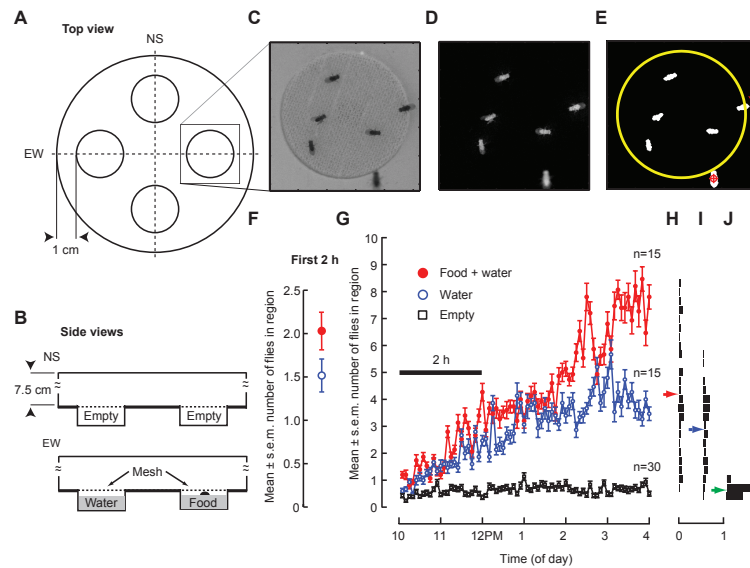 A
Top view
NS
EW
1 cm
C
D
E
B
Side views
NS
7.5 cm
≈
≈
Empty
Empty
EW
≈
≈
Mesh
Water
Food
F
First 2 h
Mean ± s.e.m. number of flies in region
2.5
2.0
1.5
1.0
0.5
0
G
Mean ± s.e.m. number of flies in region
10
9
8
7
6
5
4
3
2
1
0
Food + water
Water
Empty
2 h
n=15
n=15
n=30
10
11
12PM
1
2
3
4
Time (of day)
H
I
J
0
1